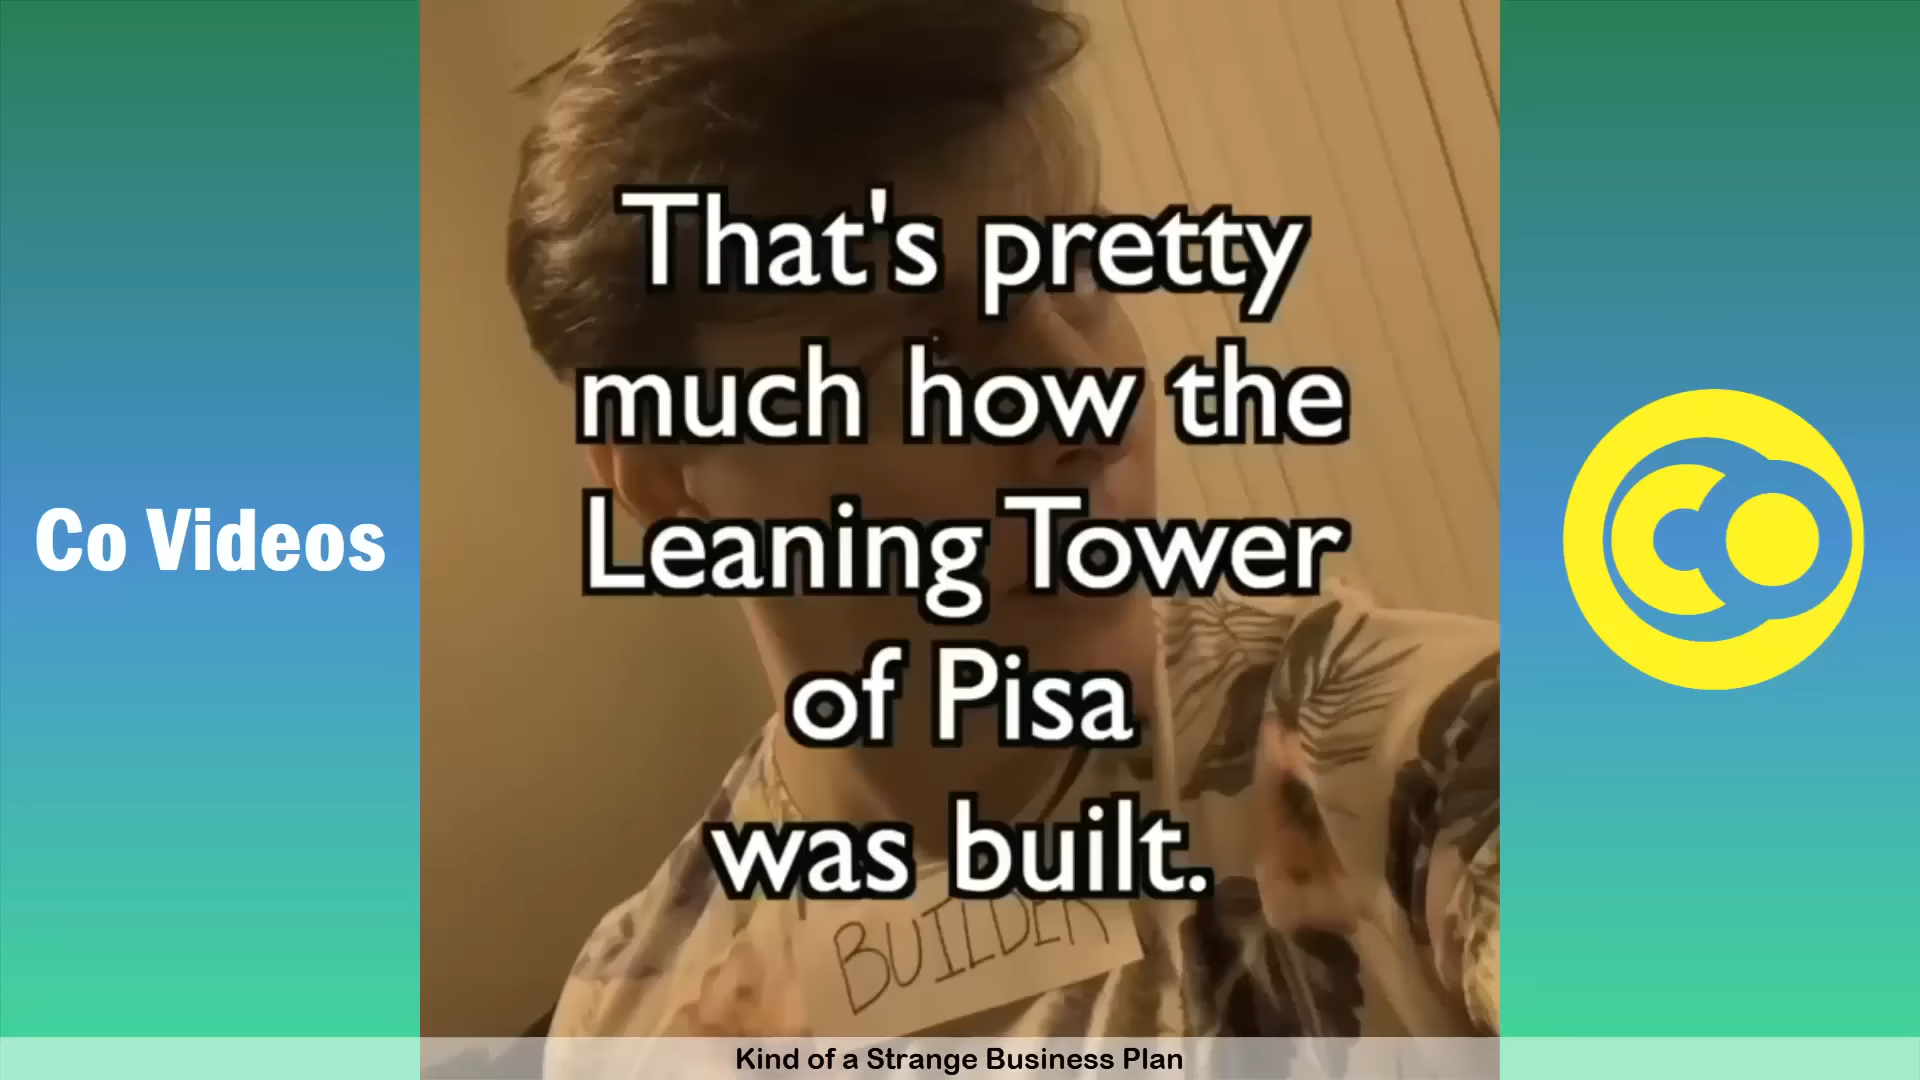 That's pretty
much how the
Leaning Tower
of Pisa
was built.
Co Videos
co
BUILDER
Kind of a Strange Business Plan